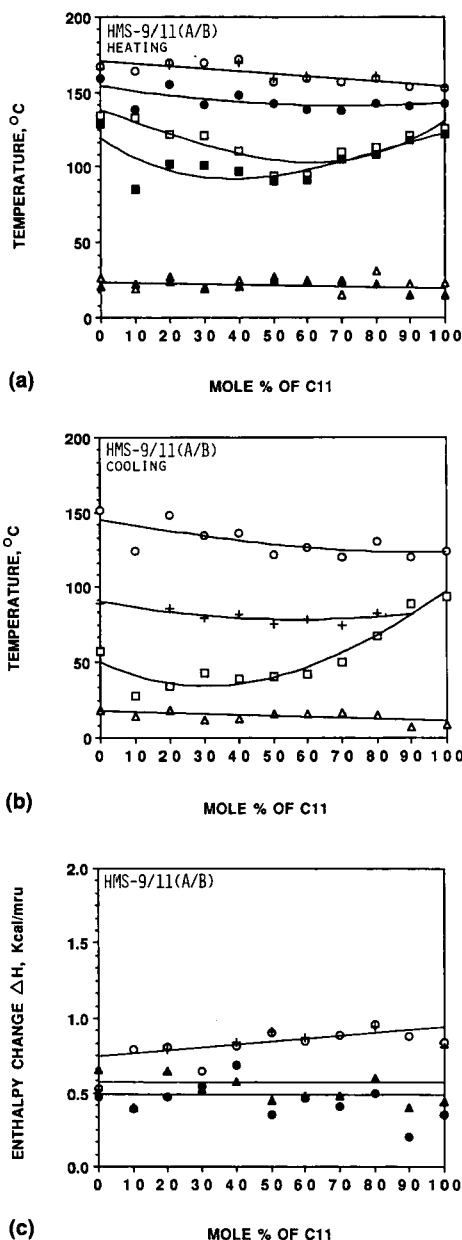 HMS-9/11(A/B)
HEATING
TEMPERATURE, °C
200
150
100
50
0
0 10 20 30 40 50 60 70 80 90 100
(a)
MOLE % OF C11
HMS-9/11(A/B)
COOLING
TEMPERATURE, °C
200
150
100
50
0
0 10 20 30 40 50 60 70 80 90 100
(b)
MOLE % OF C11
HMS-9/11(A/B)
ENTHALPY CHANGE △H, Kcal/mru
2.0
1.5
1.0
0.5
0.0
0 10 20 30 40 50 60 70 80 90 100
(c)
MOLE % OF C11